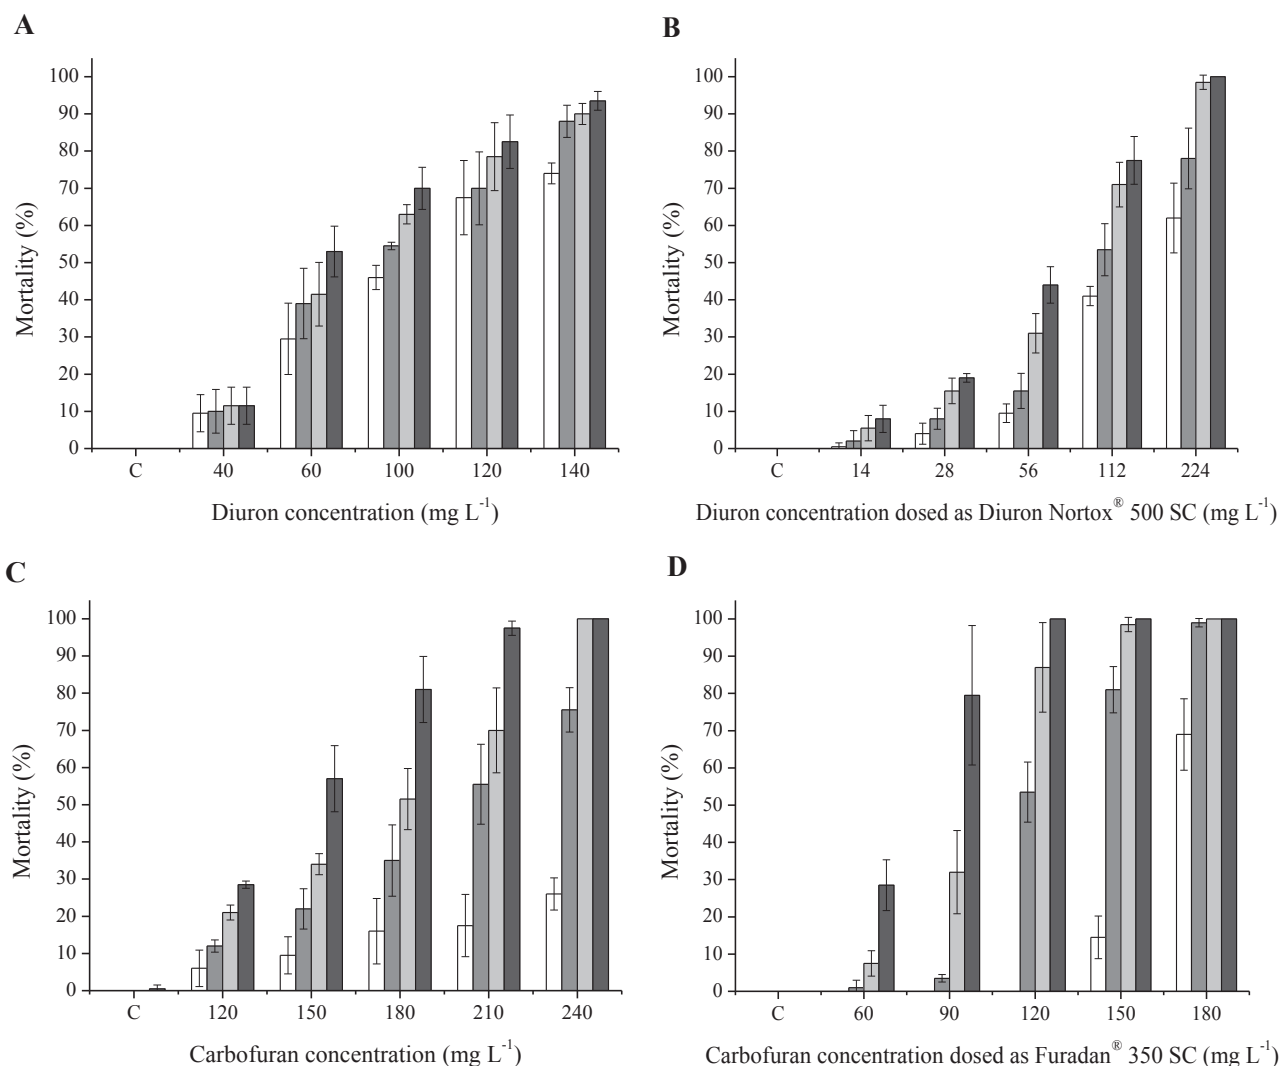 A
100
90
80
70
60
50
40
30
20
10
0
Mortality (%)
C 40 60 100 120 140
Diuron concentration (mg L⁻¹)
B
100
90
80
70
60
50
40
30
20
10
0
Mortality (%)
C 14 28 56 112 224
Diuron concentration dosed as Diuron Nortox® 500 SC (mg L⁻¹)
C
100
90
80
70
60
50
40
30
20
10
0
Mortality (%)
C 120 150 180 210 240
Carbofuran concentration (mg L⁻¹)
D
100
90
80
70
60
50
40
30
20
10
0
Mortality (%)
C 60 90 120 150 180
Carbofuran concentration dosed as Furadan® 350 SC (mg L⁻¹)